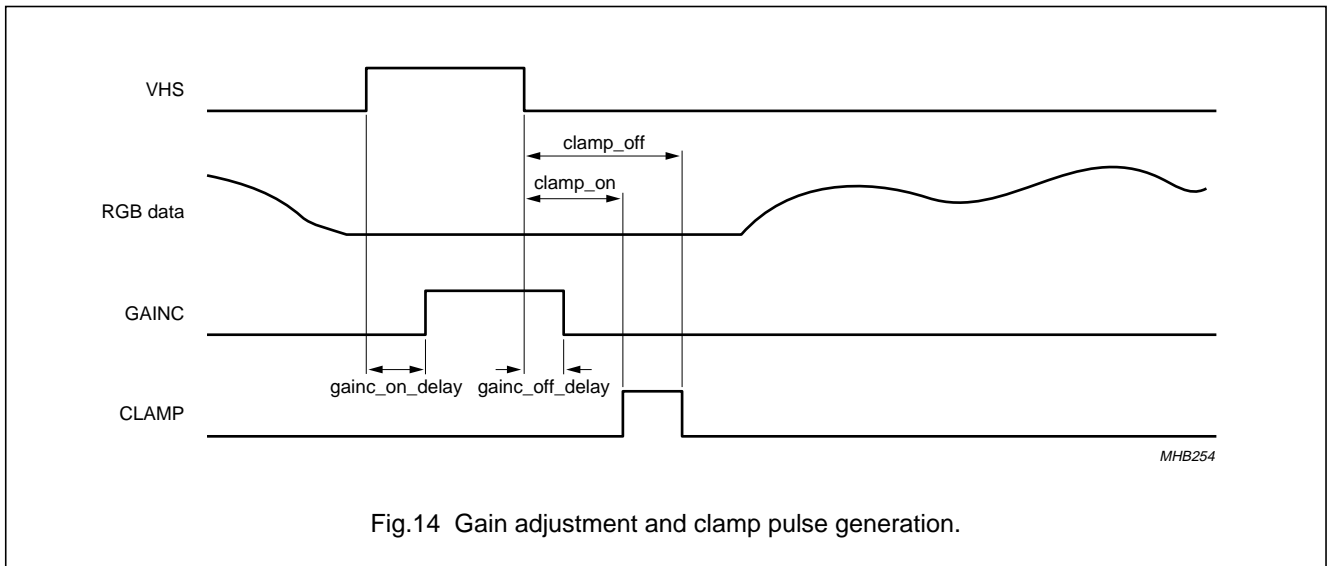 VHS
clamp_off
clamp_on
RGB data
GAINC
gainc_on_delay
gainc_off_delay
CLAMP
MHB254
Fig.14 Gain adjustment and clamp pulse generation.